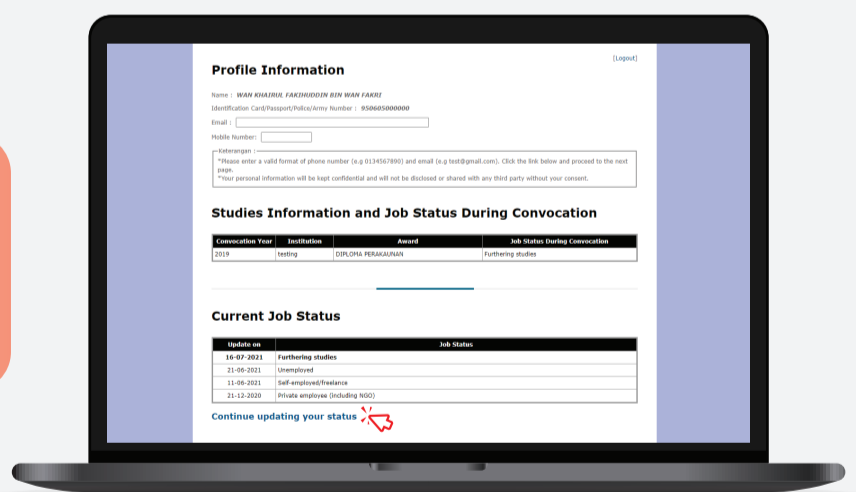 [Logout]
Profile Information
Name : WAN KHAIRUL FAKIHUDDIN BIN WAN FAKRI
Identification Card/Passport/Police/Army Number : 950605000000
Email :
Mobile Number:
Keterangan :
*Please enter a valid format of phone number (e.g 0134567890) and email (e.g test@gmail.com). Click the link below and proceed to the next
page.
*Your personal information will be kept confidential and will not be disclosed or shared with any third party without your consent.
Studies Information and Job Status During Convocation
Convocation Year Institution Award Job Status During Convocation
2019 testing DIPLOMA PERAKAUNAN Furthering studies
Current Job Status
Update on Job Status
16-07-2021 Furthering studies
21-06-2021 Unemployed
11-06-2021 Self-employed/freelance
21-12-2020 Private employee (including NGO)
Continue updating your status